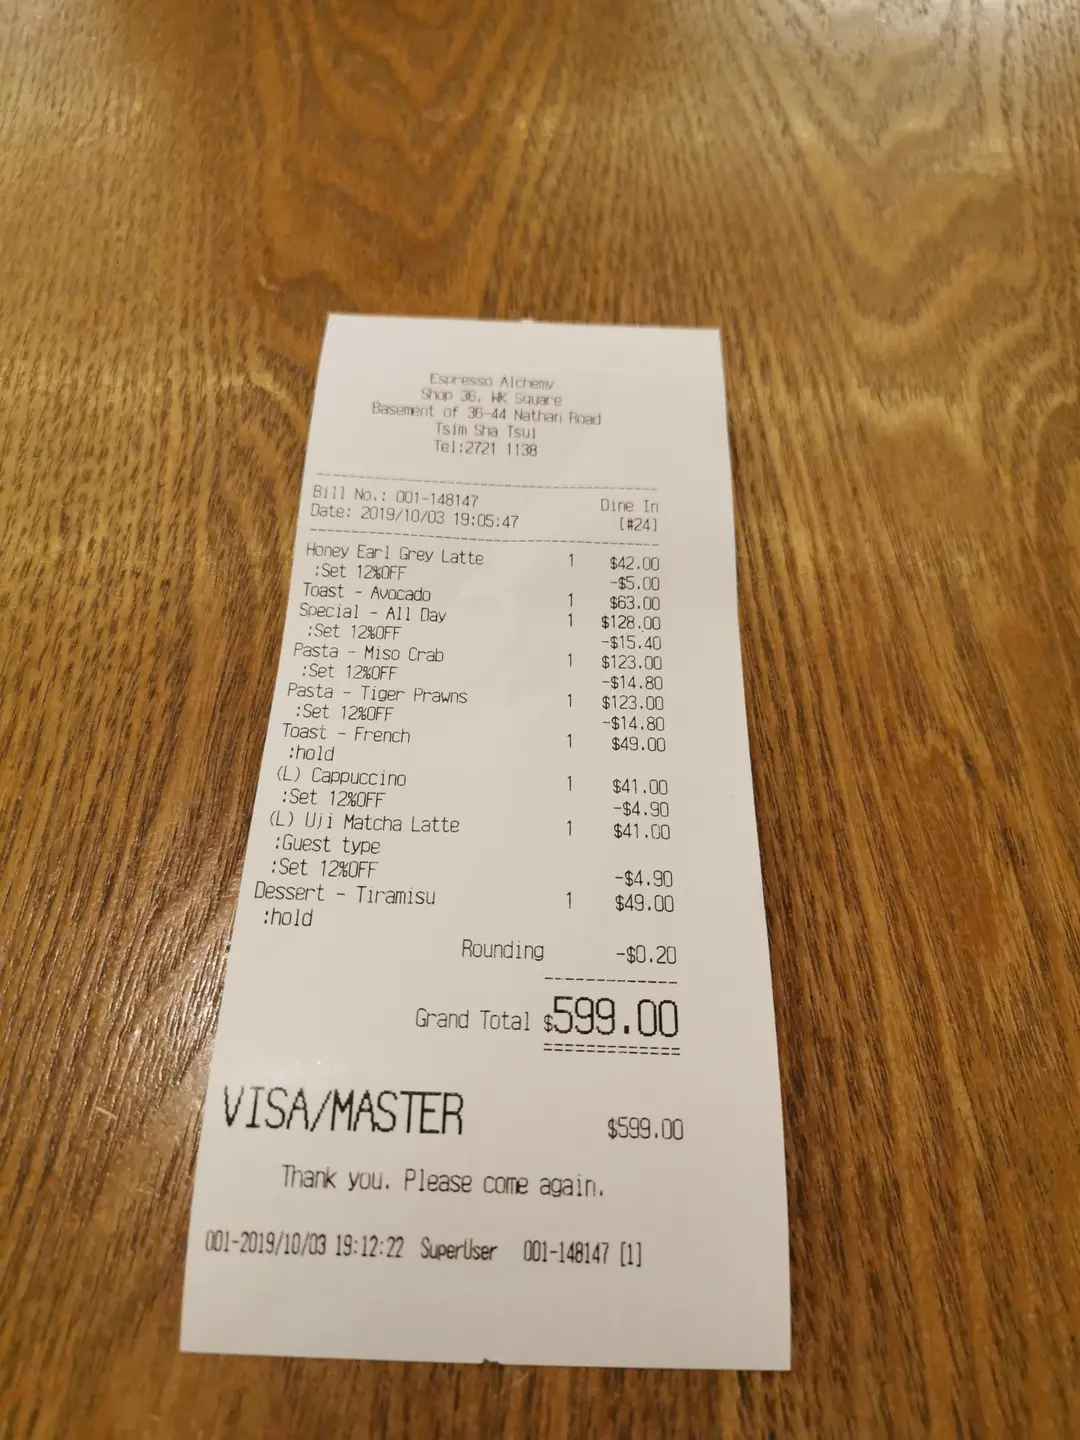 Espresso Alchemy
Shop 36, WK Square
Basement of 36-44 Nathan Road
Tsim Sha Tsui
Tel:2721 1138
Bill No.: 001-148147 Dine In
Date: 2019/10/03 19:05:47 [#24]
Honey Earl Grey Latte 1 $42.00
:Set 12%OFF -$5.00
Toast - Avocado 1 $63.00
Special - All Day 1 $128.00
:Set 12%OFF -$15.40
Pasta - Miso Crab 1 $123.00
:Set 12%OFF -$14.80
Pasta - Tiger Prawns 1 $123.00
:Set 12%OFF -$14.80
Toast - French 1 $49.00
:hold
(L) Cappuccino 1 $41.00
:Set 12%OFF -$4.90
(L) Uji Matcha Latte 1 $41.00
:Guest type
:Set 12%OFF -$4.90
Dessert - Tiramisu 1 $49.00
:hold
Rounding -$0.20
Grand Total $599.00
VISA/MASTER $599.00
Thank you. Please come again.
001-2019/10/03 19:12:22 SuperUser 001-148147 [1]